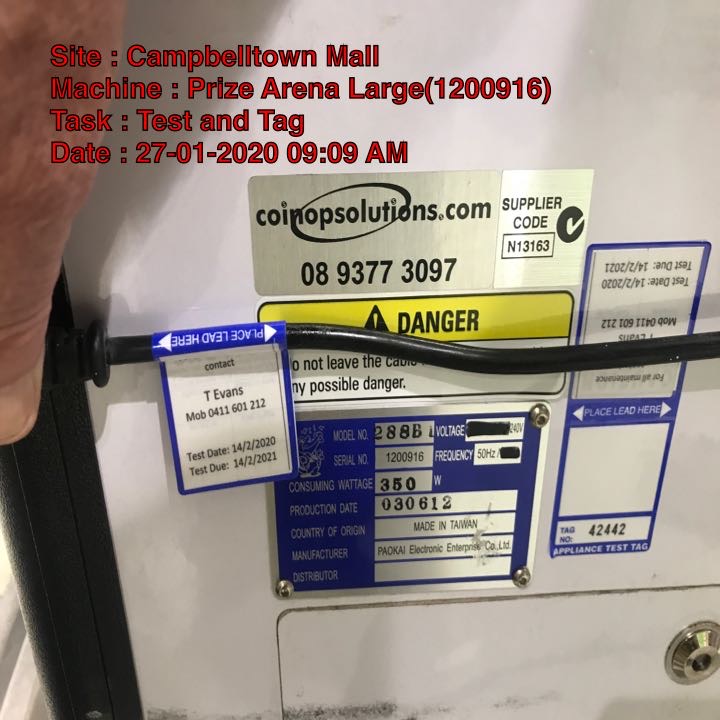 Site : Campbelltown Mall
Machine : Prize Arena Large(1200916)
Task : Test and Tag
Date : 27-01-2020 09:09 AM
coinopsolutions.com
08 9377 3097
SUPPLIER
CODE
N13163
DANGER
o not leave the cable
ny possible danger.
PLACE LEAD HERE
contact
T Evans
Mob 0411 601 212
Test Date: 14/2/2020
Test Due: 14/2/2021
Test Due: 14/2/2021
Test Date: 14/2/2020
Mob 0411 601 212
T Evans
For all maintenance
PLACE LEAD HERE
TAG
NO: 42442
APPLIANCE TEST TAG
MODEL NO. 288B VOLTAGE 240V
SERIAL NO. 1200916 FREQUENCY 50Hz /
CONSUMING WATTAGE 350 W
PRODUCTION DATE 030612
COUNTRY OF ORIGIN MADE IN TAIWAN
MANUFACTURER PAOKAI Electronic Enterprise Co.,Ltd.
DISTRIBUTOR